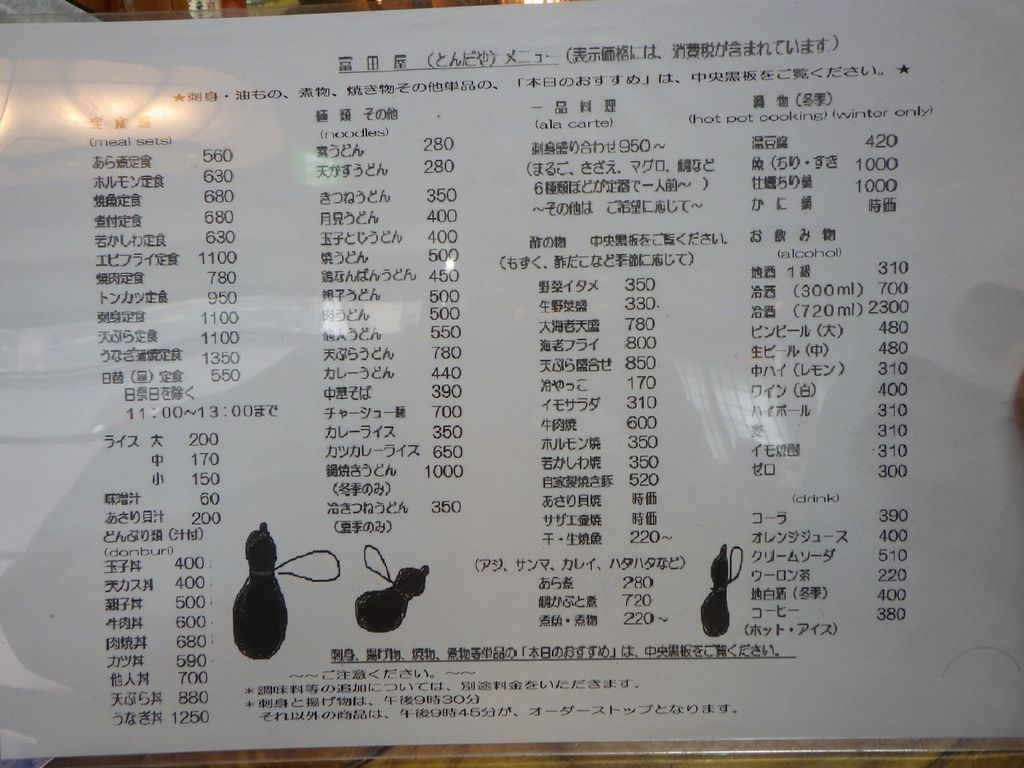 富田屋 (とんだや) メニュー (表示価格には、消費税が含まれています)
★刺身・油もの、煮物、焼き物その他単品の、「本日のおすすめ」は、中央黒板をご覧ください。★
定食類
(meal sets)
あら煮定食 560
ホルモン定食 630
焼魚定食 680
煮付定食 680
若かしわ定食 630
エビフライ定食 1100
焼肉定食 780
トンカツ定食 950
刺身定食 1100
天ぷら定食 1100
うなぎ蒲焼定食 1350
日替(昼)定食 550
日祭日を除く
11:00~13:00まで
ライス 大 200
中 170
小 150
味噌汁 60
あさり貝汁 200
どんぶり類(汁付)
(donburi)
玉子丼 400
天カス丼 400
親子丼 500
牛肉丼 600
肉焼丼 680
カツ丼 590
他人丼 700
天ぷら丼 880
うなぎ丼 1250
麺類 その他
(noodles)
素うどん 280
天かすうどん 280
きつねうどん 350
月見うどん 400
玉子とじうどん 400
焼うどん 500
鶏なんばんうどん 450
親子うどん 500
肉うどん 500
他人うどん 550
天ぷらうどん 780
カレーうどん 440
中華そば 390
チャーシュー麺 700
カレーライス 350
カツカレーライス 650
鍋焼きうどん 1000
(冬季のみ)
冷きつねうどん 350
(夏季のみ)
一品料理
(ala carte)
刺身盛り合わせ 950~
(まるご、さざえ、マグロ、鯛など
6種類ほどが定番で一人前~ )
~その他は ご希望に応じて~
酢の物 中央黒板をご覧ください。
(もずく、酢だこなど季節に応じて)
野菜イタメ 350
生野菜盛 330
大海老天盛 780
海老フライ 800
天ぷら盛合せ 850
冷やっこ 170
イモサラダ 310
牛肉焼 600
ホルモン焼 350
若かしわ焼 350
自家製焼き豚 520
あさり貝焼 時価
サザエ壷焼 時価
干・生焼魚 220~
(アジ、サンマ、カレイ、ハタハタなど)
あら煮 280
鯛かぶと煮 720
煮魚・煮物 220~
鍋物(冬季)
(hot pot cooking) (winter only)
湯豆腐 420
魚(ちり・すき 1000
牡蠣ちり鍋 1000
かに鍋 時価
お飲み物
(alcohol)
地酒 1級 310
冷酒 (300ml) 700
冷酒 (720ml) 2300
ビンビール(大) 480
生ビール(中) 480
中ハイ(レモン) 310
ワイン(白) 400
ハイボール 310
麦 310
イモ焼酎 310
ゼロ 300
(drink)
コーラ 390
オレンジジュース 400
クリームソーダ 510
ウーロン茶 220
地白酒(冬季) 400
コーヒー 380
(ホット・アイス)
刺身、揚げ物、焼物、煮物等単品の「本日のおすすめ」は、中央黒板をご覧ください。
~~ご注意ください。~~
*調味料等の追加については、別途料金をいただきます。
*刺身と揚げ物は、午後9時30分
それ以外の商品は、午後9時45分が、オーダーストップとなります。